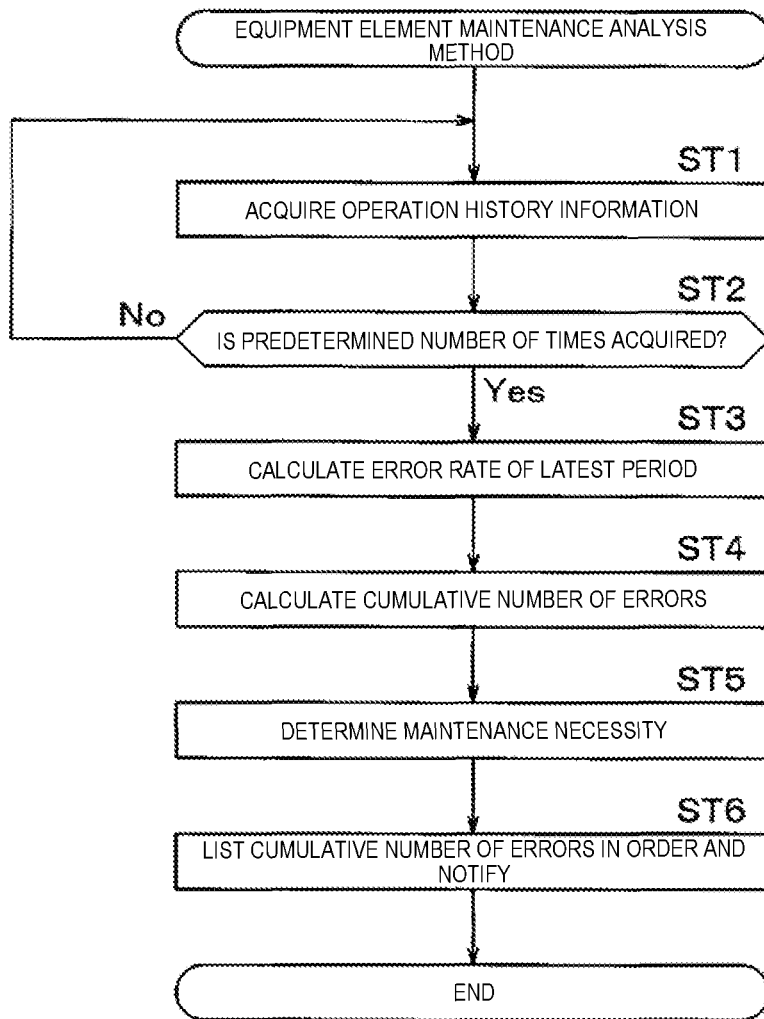 EQUIPMENT ELEMENT MAINTENANCE ANALYSIS
METHOD
ST1
ACQUIRE OPERATION HISTORY INFORMATION
ST2
No
IS PREDETERMINED NUMBER OF TIMES ACQUIRED?
Yes
ST3
CALCULATE ERROR RATE OF LATEST PERIOD
ST4
CALCULATE CUMULATIVE NUMBER OF ERRORS
ST5
DETERMINE MAINTENANCE NECESSITY
ST6
LIST CUMULATIVE NUMBER OF ERRORS IN ORDER AND
NOTIFY
END